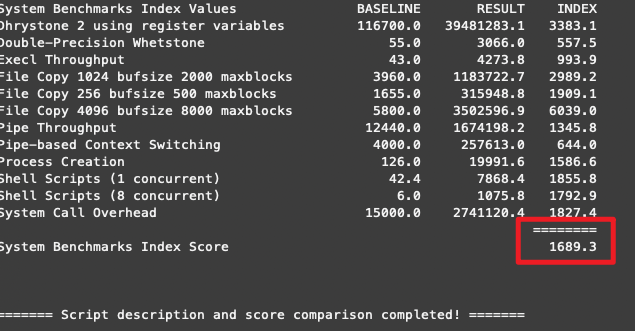 System Benchmarks Index Values BASELINE RESULT INDEX
Dhrystone 2 using register variables 116700.0 39481283.1 3383.1
Double-Precision Whetstone 55.0 3066.0 557.5
Execl Throughput 43.0 4273.8 993.9
File Copy 1024 bufsize 2000 maxblocks 3960.0 1183722.7 2989.2
File Copy 256 bufsize 500 maxblocks 1655.0 315948.8 1909.1
File Copy 4096 bufsize 8000 maxblocks 5800.0 3502596.9 6039.0
Pipe Throughput 12440.0 1674198.2 1345.8
Pipe-based Context Switching 4000.0 257613.0 644.0
Process Creation 126.0 19991.6 1586.6
Shell Scripts (1 concurrent) 42.4 7868.4 1855.8
Shell Scripts (8 concurrent) 6.0 1075.8 1792.9
System Call Overhead 15000.0 2741120.4 1827.4
========
System Benchmarks Index Score 1689.3
======= Script description and score comparison completed! =======